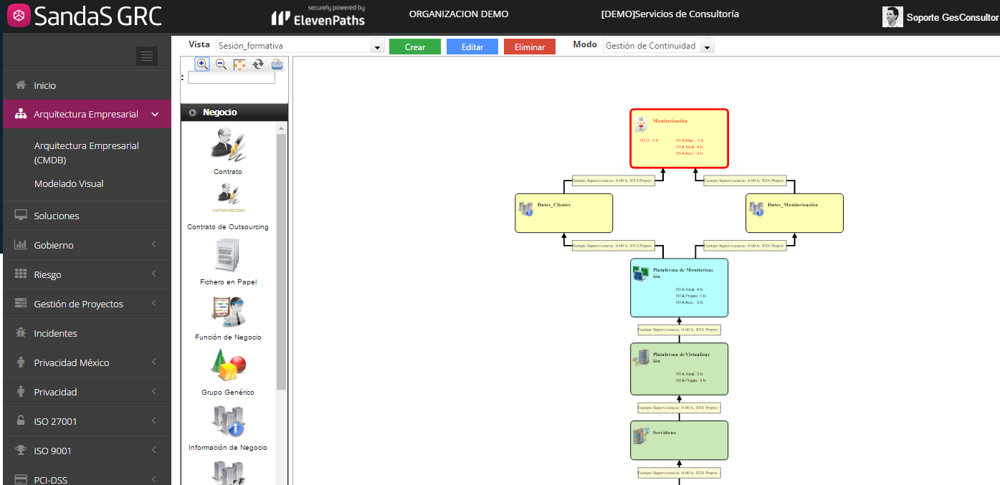 SandaS GRC
securely powered by
ElevenPaths
ORGANIZACION DEMO
[DEMO]Servicios de Consultoría
Soporte GesConsultor
Inicio
Arquitectura Empresarial
Arquitectura Empresarial
(CMDB)
Modelado Visual
Soluciones
Gobierno
Riesgo
Gestión de Proyectos
Incidentes
Privacidad México
Privacidad
ISO 27001
ISO 9001
PCI-DSS
Vista
Sesión_formativa
Crear
Editar
Eliminar
Modo
Gestión de Continuidad
:
Negocio
Contrato
OUTSOURCING
Contrato de Outsourcing
Fichero en Papel
Función de Negocio
Grupo Genérico
Información de Negocio
Monitorización
RTO: 3 h
RTA Max.: 3 h
RTA Total: 4 h
RTA Acu.: 4 h
Tiempo Supervivencia: 0.00 h, RTA Propio:
Tiempo Supervivencia: 0.00 h, RTA Propio:
Datos_Clientes
Datos_Monitorización
Tiempo Supervivencia: 0.00 h, RTA Propio:
Tiempo Supervivencia: 0.00 h, RTA Propio:
Plataforma de Monitorizac
ión
RTA Total: 4 h
RTA Propio: 1 h
RTA Acu.: 3 h
Tiempo Supervivencia: 0.00 h, RTA Propio: -
Plataforma de Virtualizac
ión
RTA Total: 3 h
RTA Propio: 3 h
Tiempo Supervivencia: 0.00 h, RTA Propio: -
Servidores
Tiempo Supervivencia: 0.00 h, RTA Propio: -